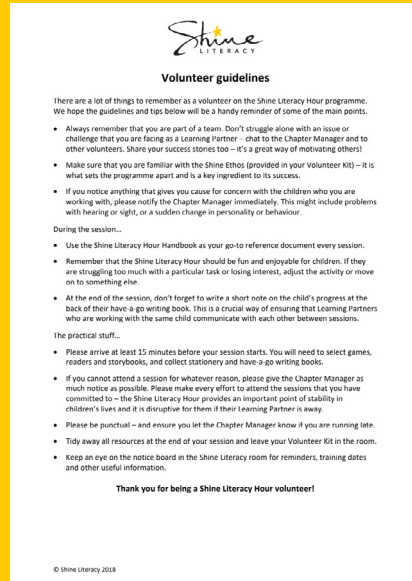 Shine
LITERACY
Volunteer guidelines
There are a lot of things to remember as a volunteer on the Shine Literacy Hour programme.
We hope the guidelines and tips below will be a handy reminder of some of the main points.
• Always remember that you are part of a team. Don't struggle alone with an issue or
challenge that you are facing as a Learning Partner – chat to the Chapter Manager and to
other volunteers. Share your success stories too – it's a great way of motivating others!
• Make sure that you are familiar with the Shine Ethos (provided in your Volunteer Kit) – it is
what sets the programme apart and is a key ingredient to its success.
• If you notice anything that gives you cause for concern with the children who you are
working with, please notify the Chapter Manager immediately. This might include problems
with hearing or sight, or a sudden change in personality or behaviour.
During the session…
• Use the Shine Literacy Hour Handbook as your go-to reference document every session.
• Remember that the Shine Literacy Hour should be fun and enjoyable for children. If they
are struggling too much with a particular task or losing interest, adjust the activity or move
on to something else.
• At the end of the session, don't forget to write a short note on the child's progress at the
back of their have-a-go writing book. This is a crucial way of ensuring that Learning Partners
who are working with the same child communicate with each other between sessions.
The practical stuff…
• Please arrive at least 15 minutes before your session starts. You will need to select games,
readers and storybooks, and collect stationery and have-a-go writing books.
• If you cannot attend a session for whatever reason, please give the Chapter Manager as
much notice as possible. Please make every effort to attend the sessions that you have
committed to – the Shine Literacy Hour provides an important point of stability in
children's lives and it is disruptive for them if their Learning Partner is away.
• Please be punctual – and ensure you let the Chapter Manager know if you are running late.
• Tidy away all resources at the end of your session and leave your Volunteer Kit in the room.
• Keep an eye on the notice board in the Shine Literacy room for reminders, training dates
and other useful information.
Thank you for being a Shine Literacy Hour volunteer!
© Shine Literacy 2018